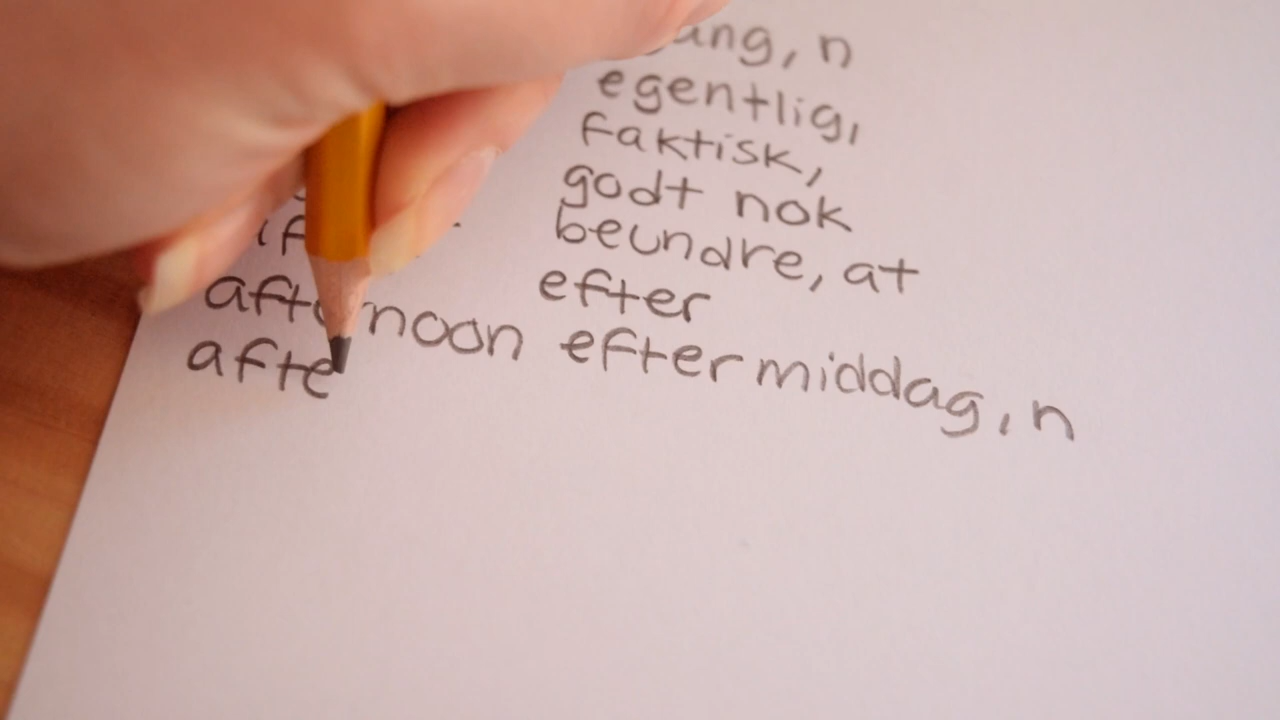 egentlig,
faktisk,
godt nok
beundre, at
efter
afternoon eftermiddag, n
afte